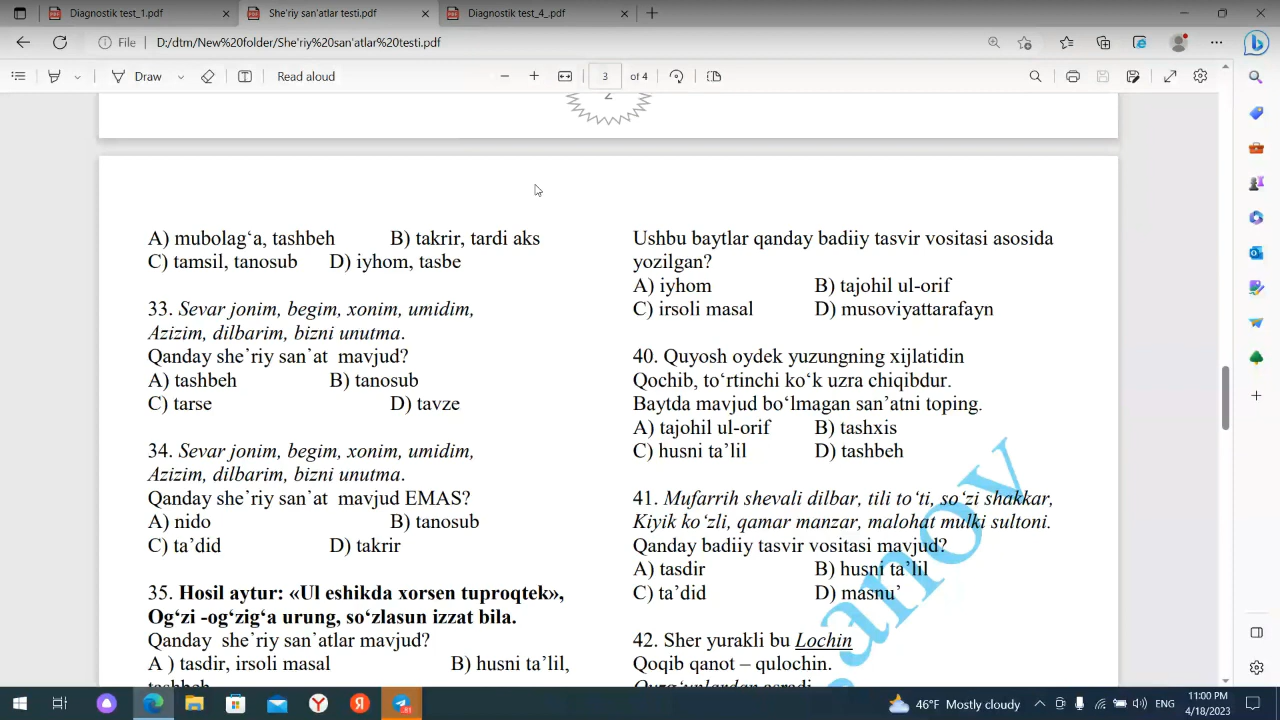 Diagnostik test_1.pdf
She'riy san'atlar testi.pdf
Diagnostik test_4_.pdf
File
D:/dtm/New%20folder/She'riy%20san'atlar%20testi.pdf
Draw
Read aloud
3
of 4
2
A) mubolag‘a, tashbeh B) takrir, tardi aks
C) tamsil, tanosub D) iyhom, tasbe
33. Sevar jonim, begim, xonim, umidim,
Azizim, dilbarim, bizni unutma.
Qanday she’riy san’at mavjud?
A) tashbeh B) tanosub
C) tarse D) tavze
34. Sevar jonim, begim, xonim, umidim,
Azizim, dilbarim, bizni unutma.
Qanday she’riy san’at mavjud EMAS?
A) nido B) tanosub
C) ta’did D) takrir
35. Hosil aytur: «Ul eshikda xorsen tuproqtek»,
Og‘zi -og‘zig‘a urung, so‘zlasun izzat bila.
Qanday she’riy san’atlar mavjud?
A ) tasdir, irsoli masal B) husni ta’lil,
tashbeh
Ushbu baytlar qanday badiiy tasvir vositasi asosida
yozilgan?
A) iyhom B) tajohil ul-orif
C) irsoli masal D) musoviyattarafayn
40. Quyosh oydek yuzungning xijlatidin
Qochib, to‘rtinchi ko‘k uzra chiqibdur.
Baytda mavjud bo‘lmagan san’atni toping.
A) tajohil ul-orif B) tashxis
C) husni ta’lil D) tashbeh
41. Mufarrih shevali dilbar, tili to‘ti, so‘zi shakkar,
Kiyik ko‘zli, qamar manzar, malohat mulki sultoni.
Qanday badiiy tasvir vositasi mavjud?
A) tasdir B) husni ta’lil
C) ta’did D) masnu’
42. Sher yurakli bu Lochin
Qoqib qanot – qulochin.
Quzg‘unlardan asradi
anov
46°F Mostly cloudy
ENG
11:00 PM
4/18/2023